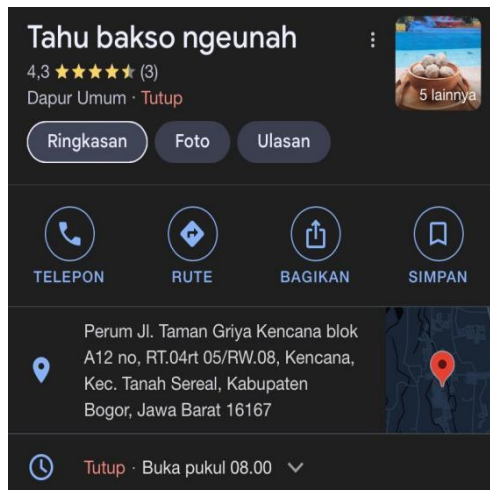 Tahu bakso ngeunah
4,3 (3)
Dapur Umum · Tutup
5 lainnya
Ringkasan Foto Ulasan
TELEPON RUTE BAGIKAN SIMPAN
Perum Jl. Taman Griya Kencana blok
A12 no, RT.04rt 05/RW.08, Kencana,
Kec. Tanah Sereal, Kabupaten
Bogor, Jawa Barat 16167
Tutup · Buka pukul 08.00